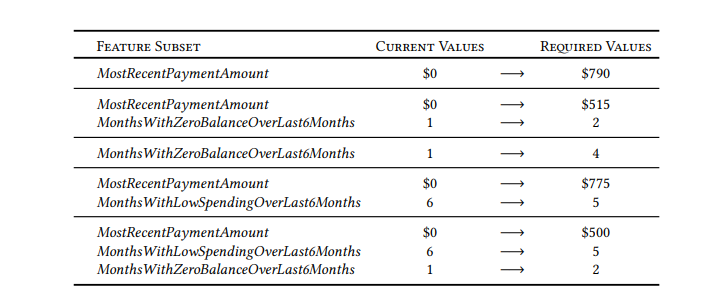 FEATURE SUBSET CURRENT VALUES REQUIRED VALUES
MostRecentPaymentAmount $0 ⟶ $790
MostRecentPaymentAmount $0 ⟶ $515
MonthsWithZeroBalanceOverLast6Months 1 ⟶ 2
MonthsWithZeroBalanceOverLast6Months 1 ⟶ 4
MostRecentPaymentAmount $0 ⟶ $775
MonthsWithLowSpendingOverLast6Months 6 ⟶ 5
MostRecentPaymentAmount $0 ⟶ $500
MonthsWithLowSpendingOverLast6Months 6 ⟶ 5
MonthsWithZeroBalanceOverLast6Months 1 ⟶ 2